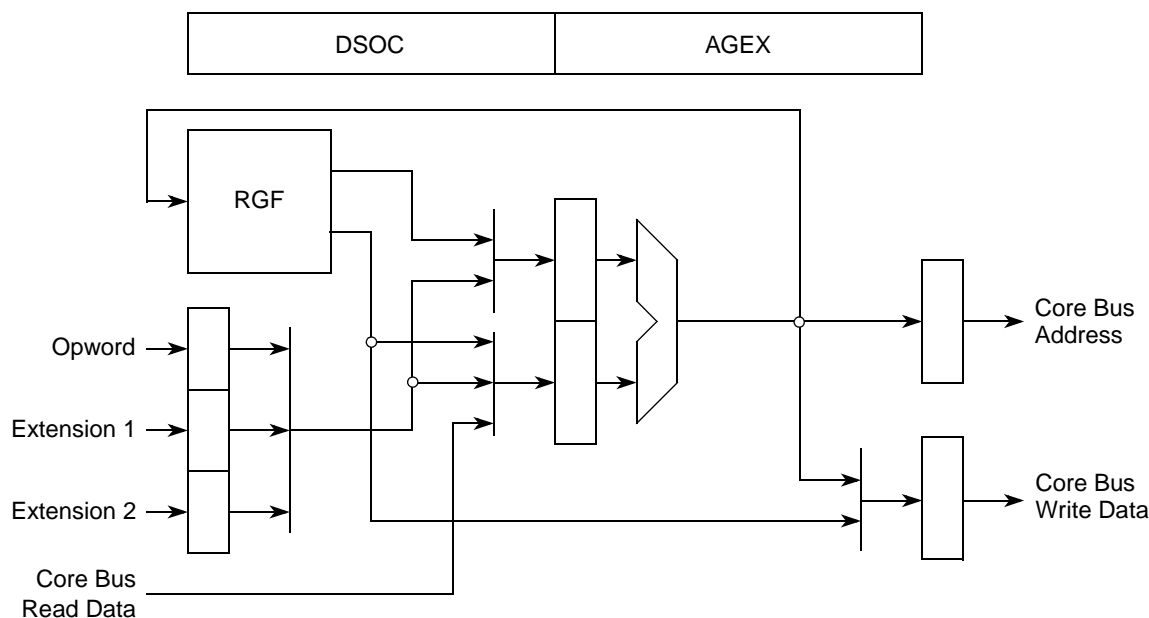 DSOC
AGEX
RGF
Opword
Extension 1
Extension 2
Core Bus
Read Data
Core Bus
Address
Core Bus
Write Data